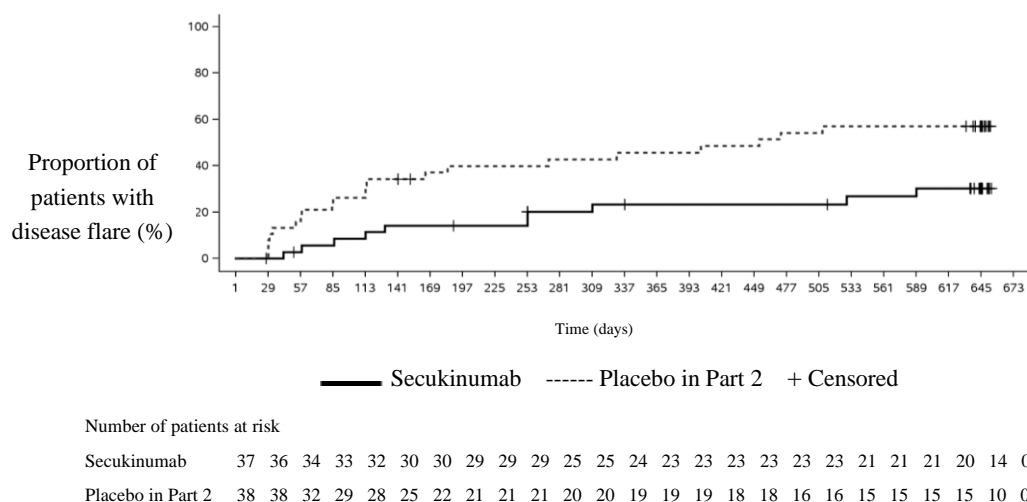 100
80
60
40
20
0
Proportion of
patients with
disease flare (%)
1 29 57 85 113 141 169 197 225 253 281 309 337 365 393 421 449 477 505 533 561 589 617 645 673
Time (days)
Secukinumab Placebo in Part 2 + Censored
Number of patients at risk
Secukinumab 37 36 34 33 32 30 30 29 29 29 25 25 24 23 23 23 23 23 23 21 21 21 20 14 0
Placebo in Part 2 38 38 32 29 28 25 22 21 21 21 20 20 19 19 19 18 18 16 16 15 15 15 15 10 0